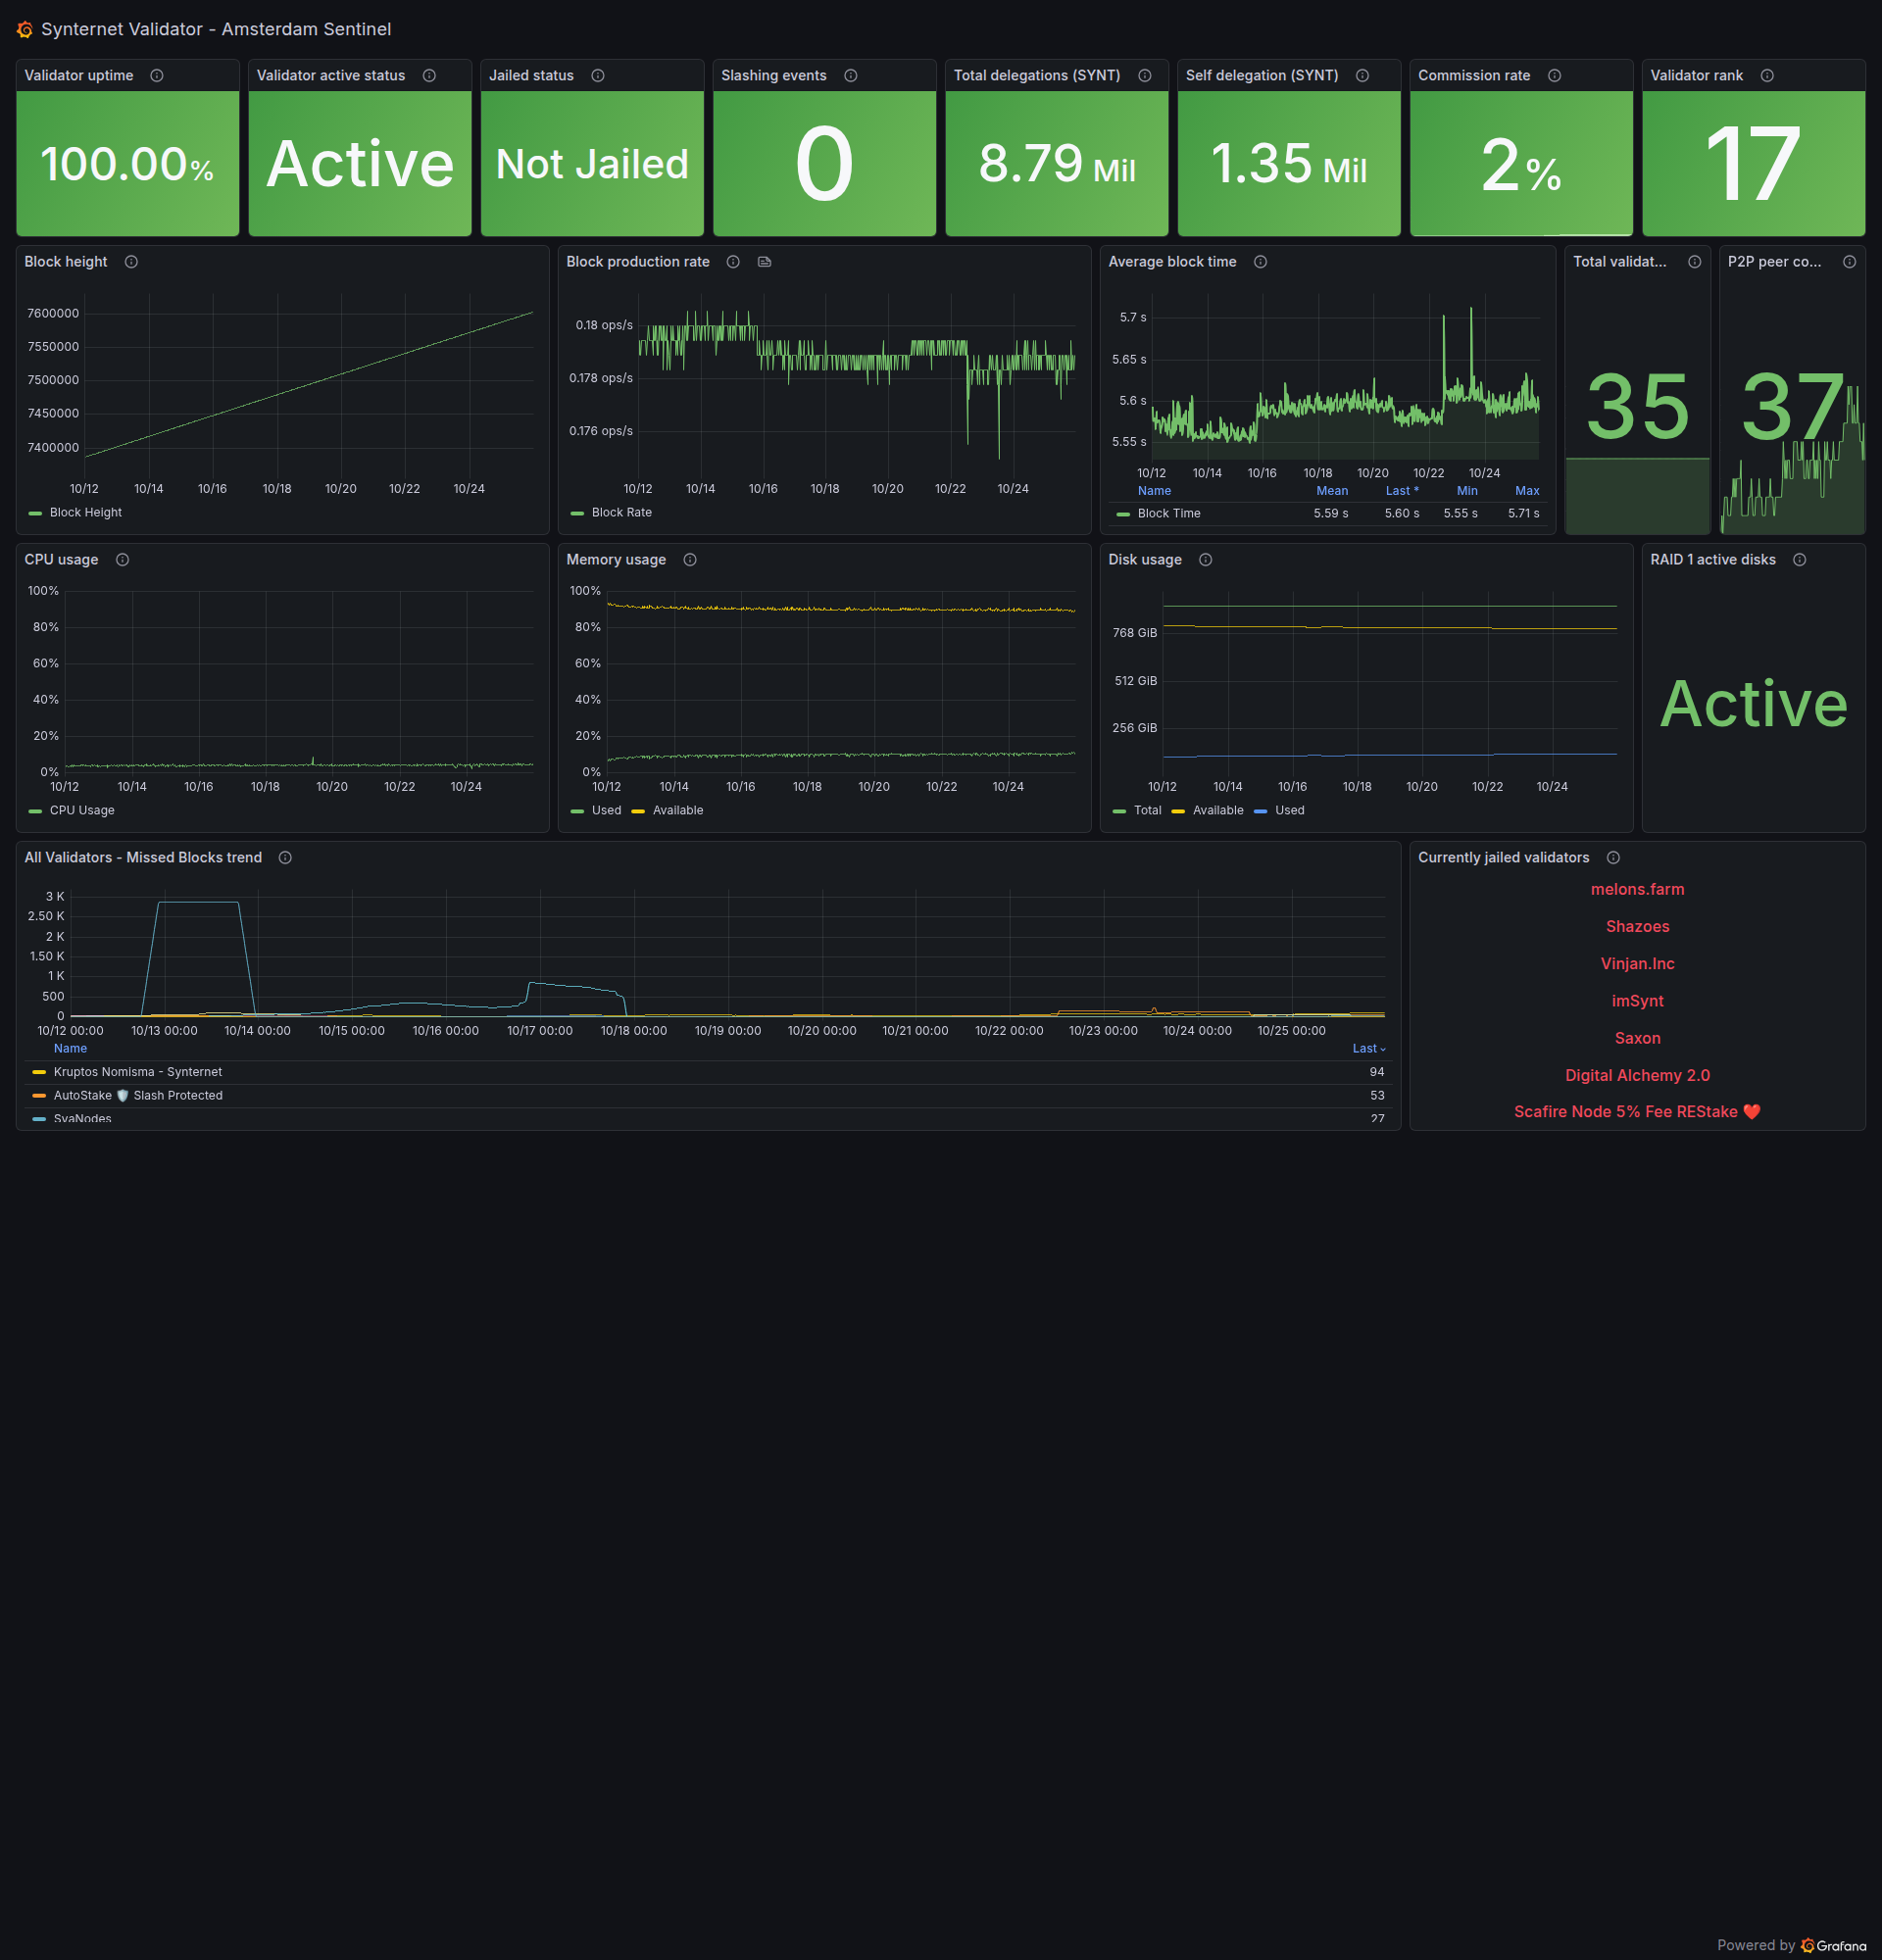 Synternet Validator - Amsterdam Sentinel
Validator uptime
100.00%
Validator active status
Active
Jailed status
Not Jailed
Slashing events
0
Total delegations (SYNT)
8.79 Mil
Self delegation (SYNT)
1.35 Mil
Commission rate
2%
Validator rank
17
Block height
7600000
7550000
7500000
7450000
7400000
10/12 10/14 10/16 10/18 10/20 10/22 10/24
Block Height
Block production rate
0.18 ops/s
0.178 ops/s
0.176 ops/s
10/12 10/14 10/16 10/18 10/20 10/22 10/24
Block Rate
Average block time
5.7 s
5.65 s
5.6 s
5.55 s
10/12 10/14 10/16 10/18 10/20 10/22 10/24
Name Mean Last * Min Max
Block TIme 5.59 s 5.60 s 5.55 s 5.71 s
Total validat...
35
P2P peer co...
37
CPU usage
100%
80%
60%
40%
20%
0%
10/12 10/14 10/16 10/18 10/20 10/22 10/24
CPU Usage
Memory usage
100%
80%
60%
40%
20%
0%
10/12 10/14 10/16 10/18 10/20 10/22 10/24
Used Available
Disk usage
768 GiB
512 GiB
256 GiB
10/12 10/14 10/16 10/18 10/20 10/22 10/24
Total Available Used
RAID 1 active disks
Active
All Validators - Missed Blocks trend
3 K
2.50 K
2 K
1.50 K
1 K
500
0
10/12 00:00 10/13 00:00 10/14 00:00 10/15 00:00 10/16 00:00 10/17 00:00 10/18 00:00 10/19 00:00 10/20 00:00 10/21 00:00 10/22 00:00 10/23 00:00 10/24 00:00 10/25 00:00
Name Last
Kruptos Nomisma - Synternet 94
AutoStake 🛡️ Slash Protected 53
SvaNodes 27
Currently jailed validators
melons.farm
Shazoes
Vinjan.Inc
imSynt
Saxon
Digital Alchemy 2.0
Scafire Node 5% Fee REStake ❤️
Powered by Grafana